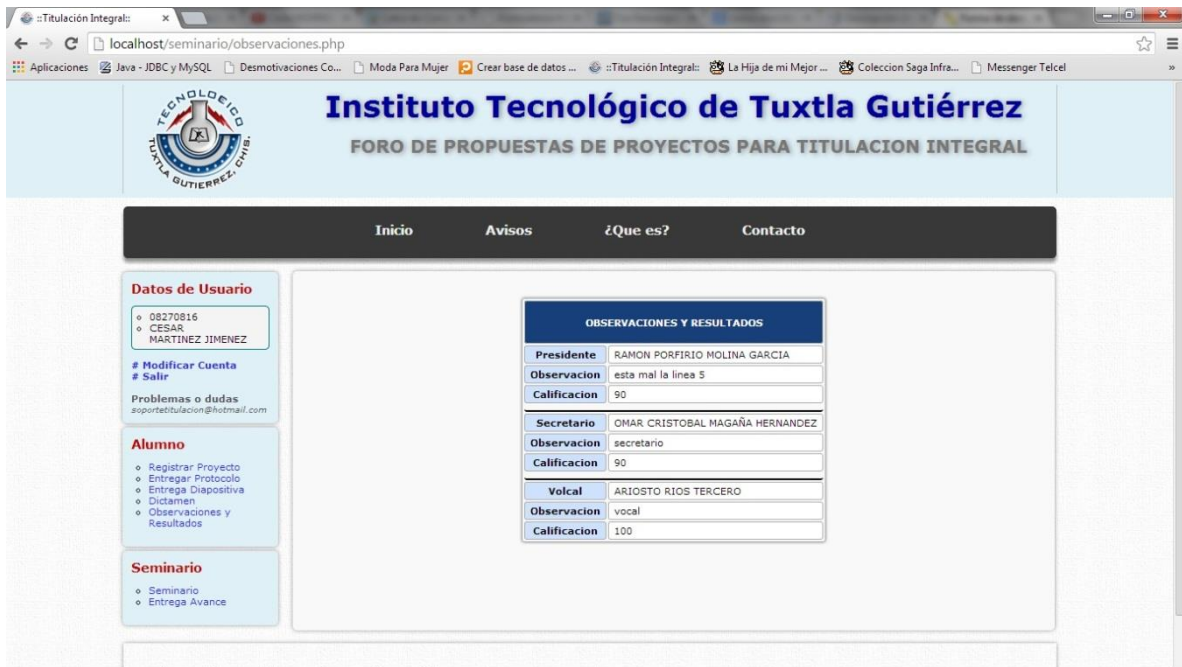 ::Titulación Integral::
localhost/seminario/observaciones.php
Aplicaciones Java - JDBC y MySQL Desmotivaciones Co... Moda Para Mujer Crear base de datos ... ::Titulación Integral:: La Hija de mi Mejor ... Coleccion Saga Infra... Messenger Telcel »
TECNOLOGICO
TUXTLA GUTIERREZ, CHIS.
Instituto Tecnológico de Tuxtla Gutiérrez
FORO DE PROPUESTAS DE PROYECTOS PARA TITULACION INTEGRAL
Inicio Avisos ¿Que es? Contacto
Datos de Usuario
08270816
CESAR
MARTINEZ JIMENEZ
# Modificar Cuenta
# Salir
Problemas o dudas
soportetitulacion@hotmail.com
Alumno
Registrar Proyecto
Entregar Protocolo
Entrega Diapositiva
Dictamen
Observaciones y
Resultados
Seminario
Seminario
Entrega Avance
OBSERVACIONES Y RESULTADOS
Presidente RAMON PORFIRIO MOLINA GARCIA
Observacion esta mal la linea 5
Calificacion 90
Secretario OMAR CRISTOBAL MAGAÑA HERNANDEZ
Observacion secretario
Calificacion 90
Volcal ARIOSTO RIOS TERCERO
Observacion vocal
Calificacion 100